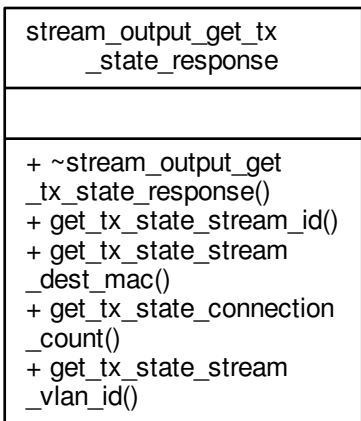 stream_output_get_tx
_state_response
+ ~stream_output_get
_tx_state_response()
+ get_tx_state_stream_id()
+ get_tx_state_stream
_dest_mac()
+ get_tx_state_connection
_count()
+ get_tx_state_stream
_vlan_id()